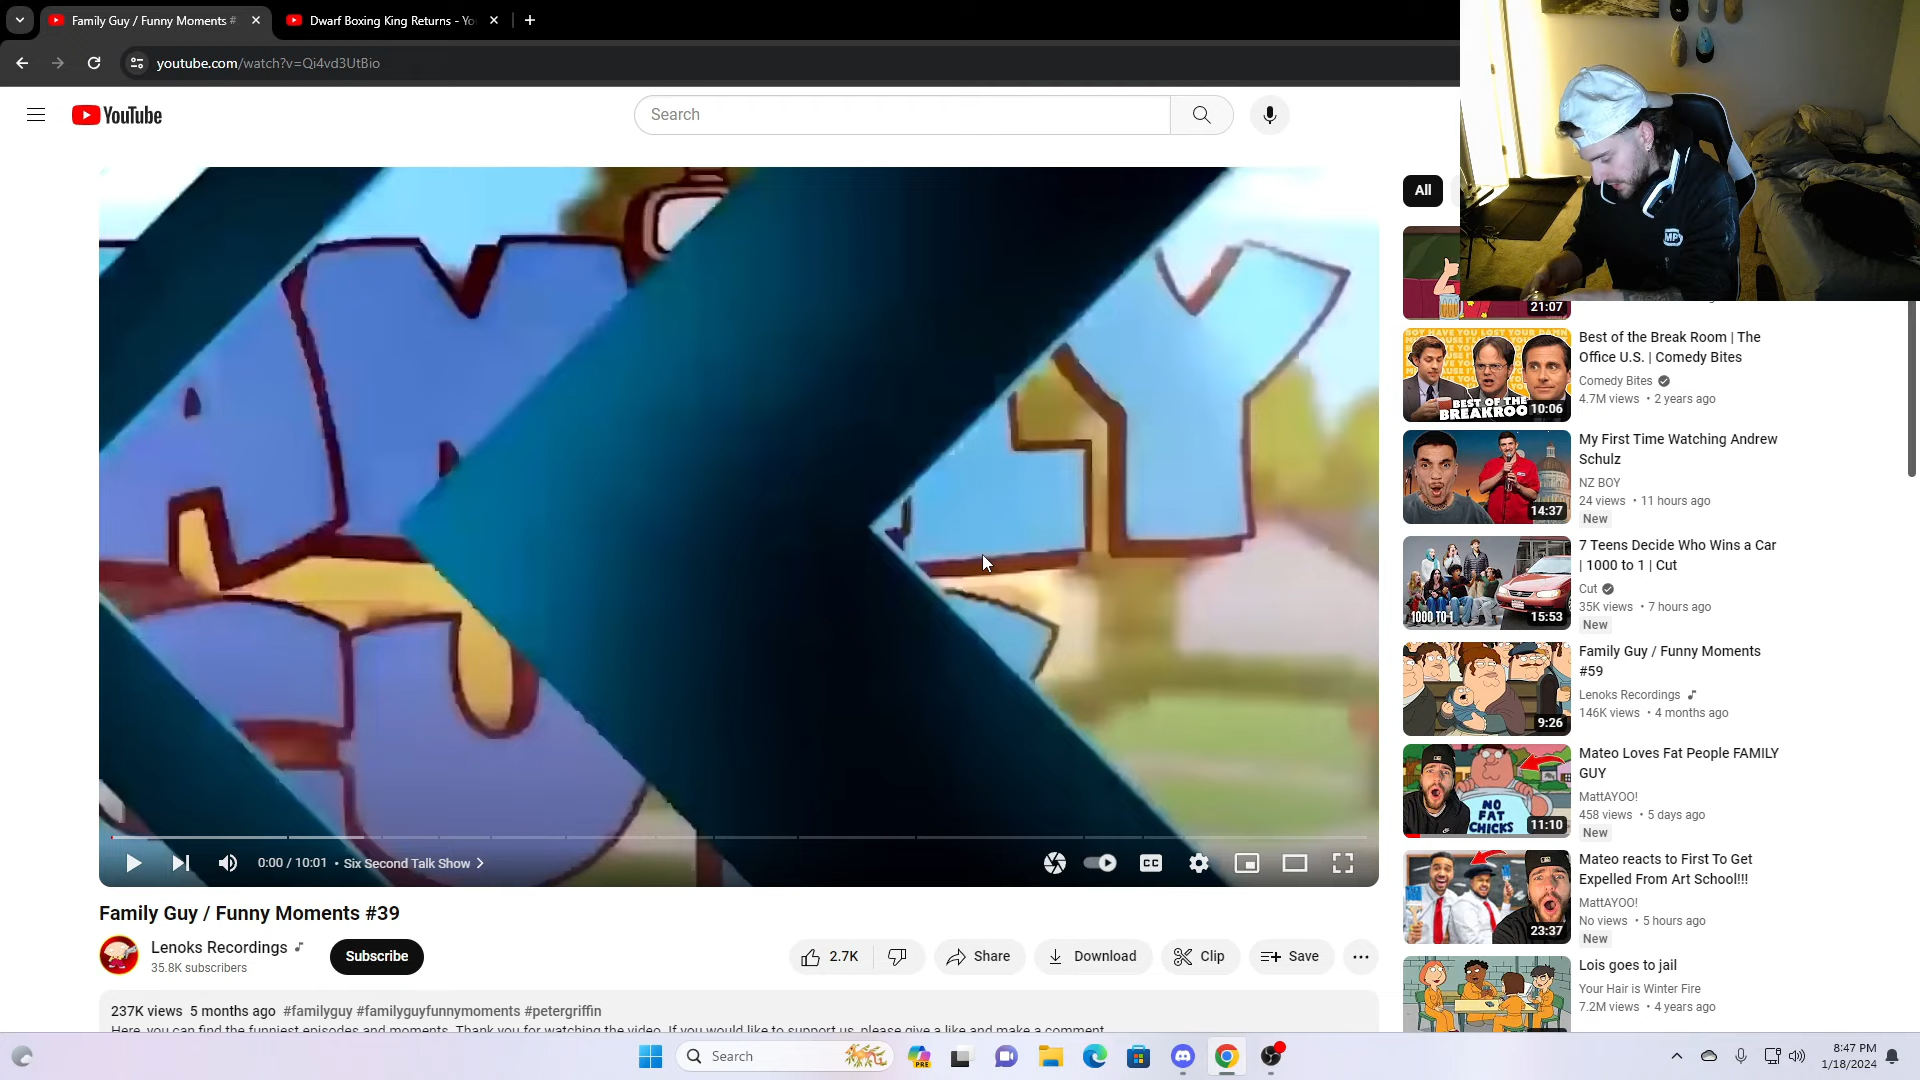 Family Guy / Funny Moments #
Dwarf Boxing King Returns - Yo
youtube.com/watch?v=Qi4vd3UtBio
YouTube
Search
All
MP
21:07
BEST OF THE
BREAKROO
10:06
Best of the Break Room | The
Office U.S. | Comedy Bites
Comedy Bites
4.7M views • 2 years ago
14:37
My First Time Watching Andrew
Schulz
NZ BOY
24 views • 11 hours ago
New
1000 TO 1
15:53
7 Teens Decide Who Wins a Car
| 1000 to 1 | Cut
Cut
35K views • 7 hours ago
New
9:26
Family Guy / Funny Moments
#59
Lenoks Recordings
146K views • 4 months ago
NO
FAT
CHICKS
11:10
Mateo Loves Fat People FAMILY
GUY
MattAYOO!
458 views • 5 days ago
New
23:37
Mateo reacts to First To Get
Expelled From Art School!!!
MattAYOO!
No views • 5 hours ago
New
Lois goes to jail
Your Hair is Winter Fire
7.2M views • 4 years ago
0:00 / 10:01 • Six Second Talk Show
CC
Family Guy / Funny Moments #39
Lenoks Recordings
35.8K subscribers
Subscribe
2.7K
Share
Download
Clip
Save
237K views 5 months ago #familyguy #familyguyfunnymoments #petergriffin
Here, you can find the funniest episodes and moments. Thank you for watching the video. If you would like to support us, please give a like and make a comment.
Search
PRE
8:47 PM
1/18/2024